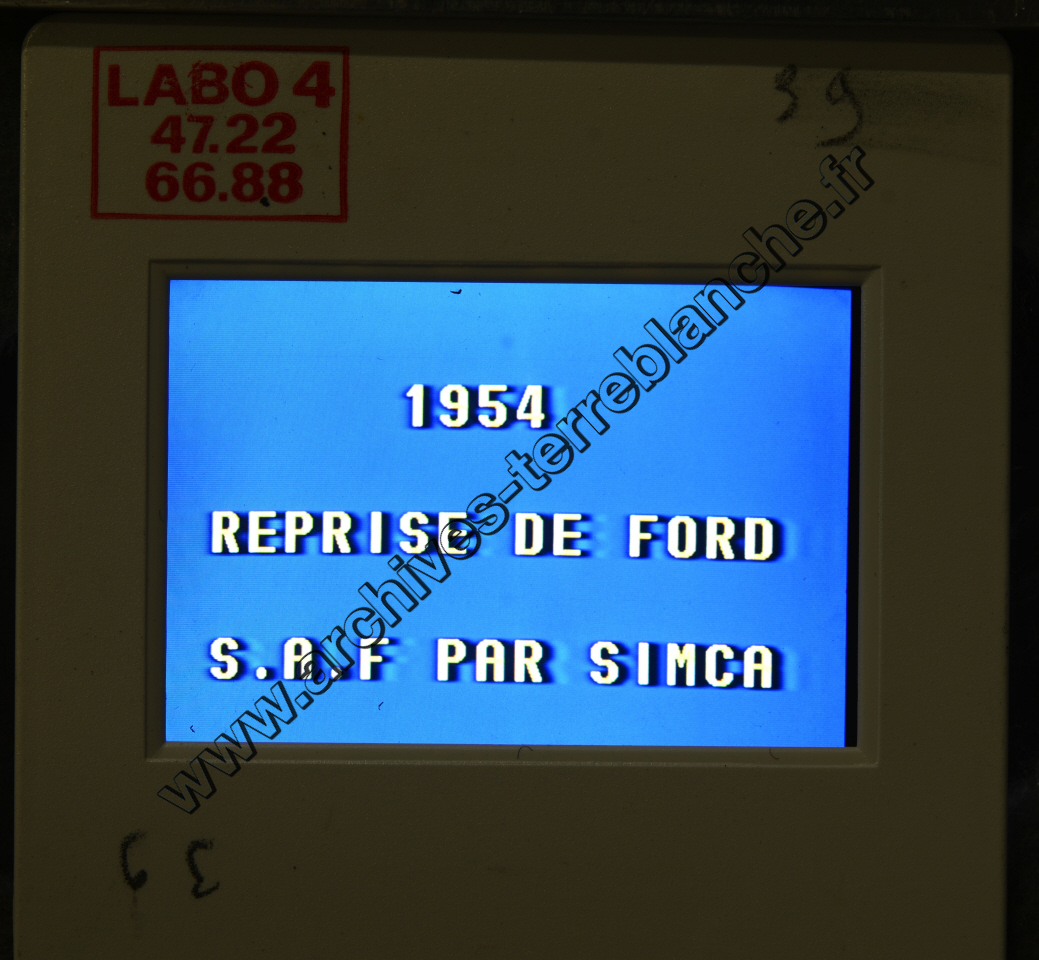 LABO 4
47.22
66.88
39
1954
REPRISE DE FORD
S.A.F PAR SIMCA
www.archives-terreblanche.fr